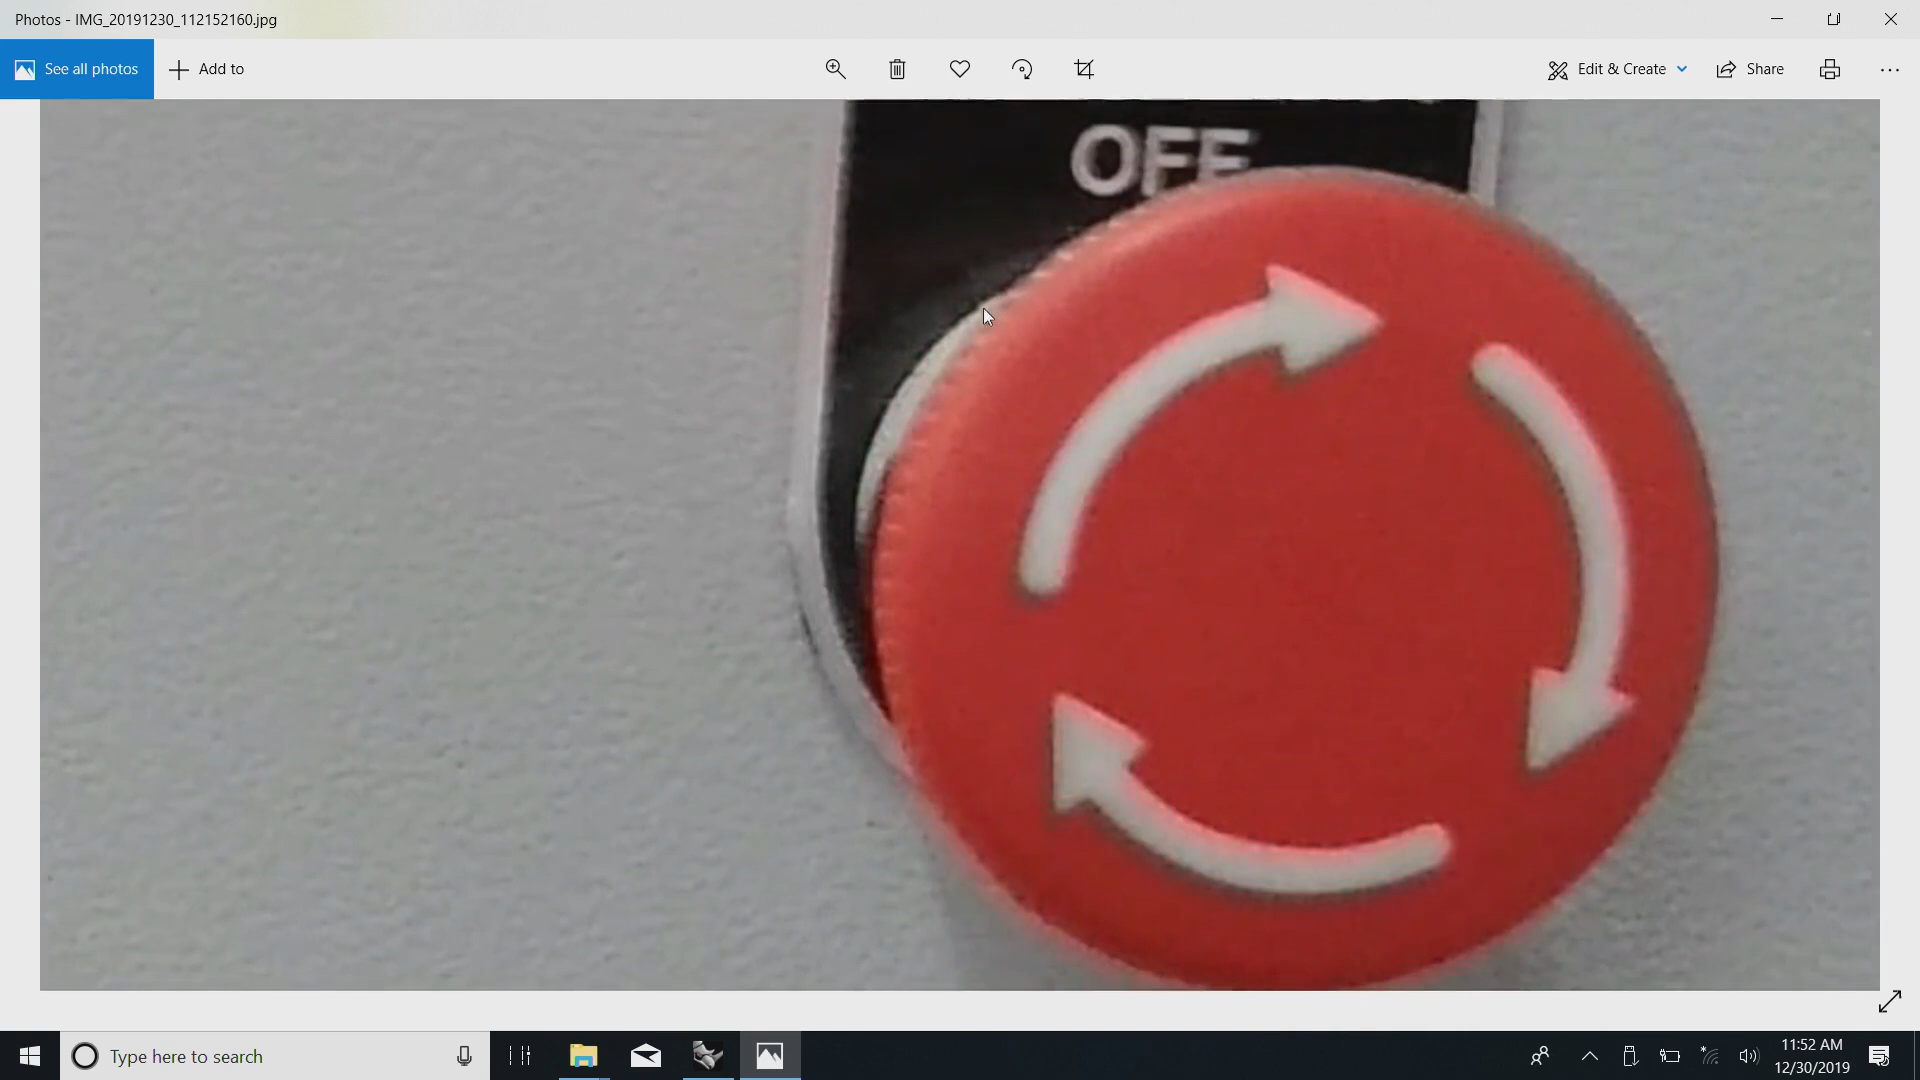 Photos - IMG_20191230_112152160.jpg
See all photos
Add to
Edit & Create
Share
OFF
Type here to search
11:52 AM
12/30/2019